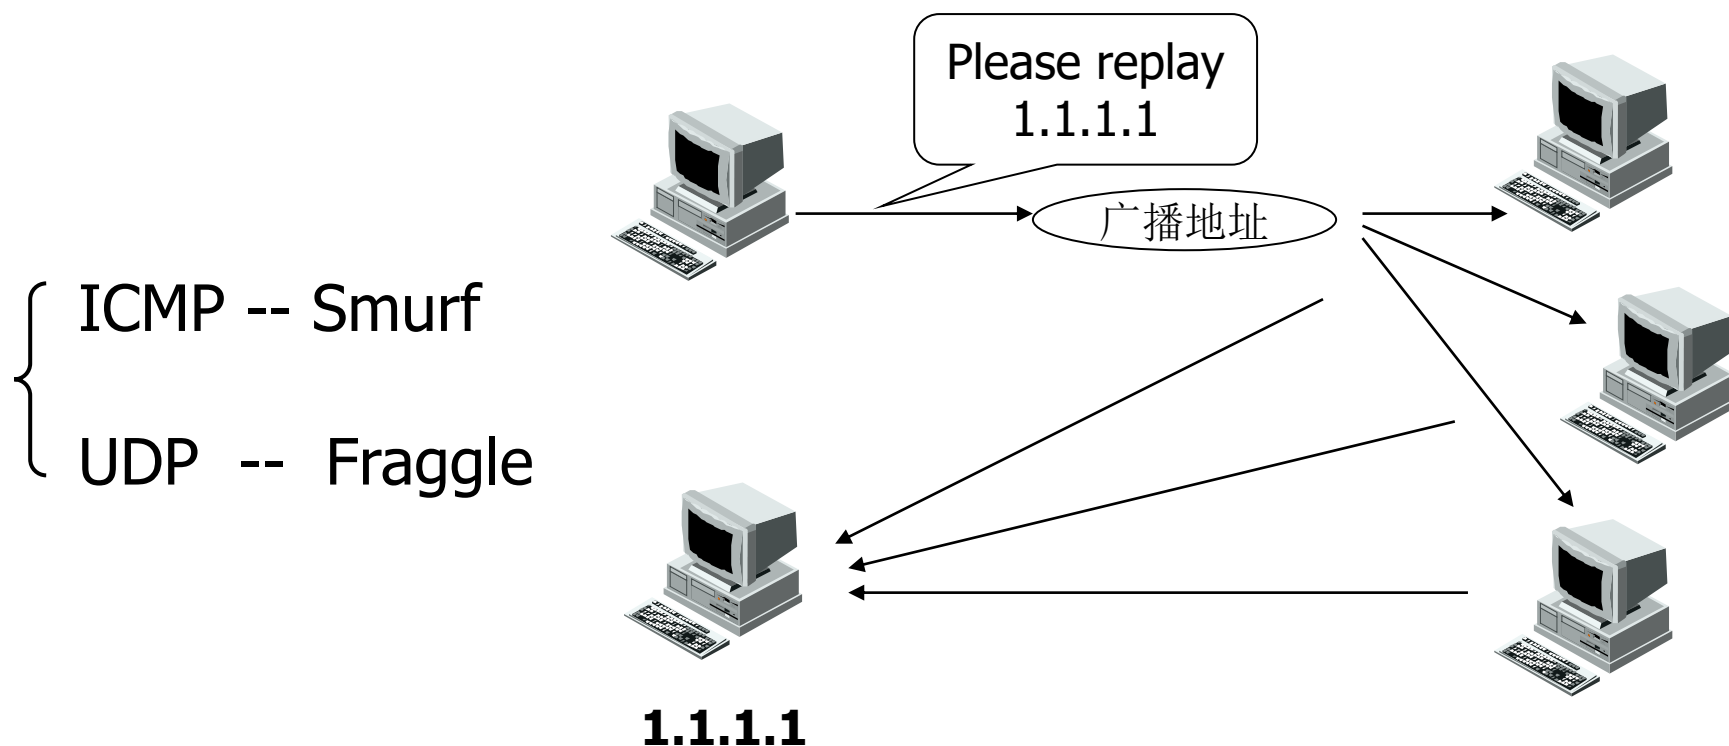 Please replay
1.1.1.1
广播地址
ICMP -- Smurf
UDP -- Fraggle
1.1.1.1